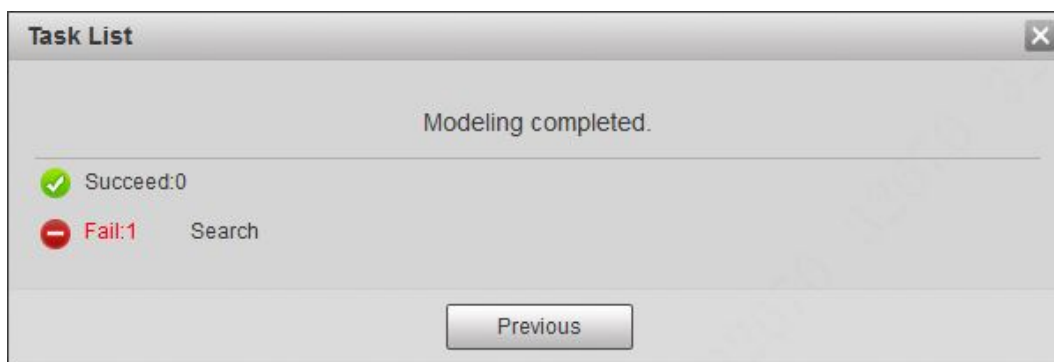 Task List
Modeling completed.
Succeed:0
Fail:1 Search
Previous